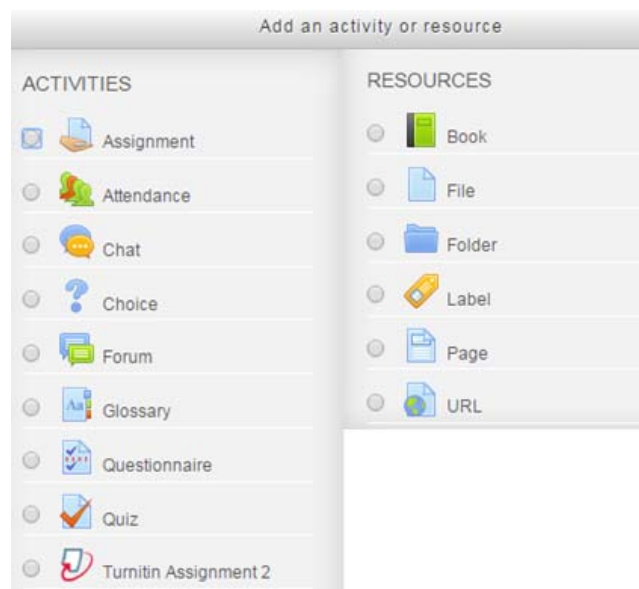 Add an activity or resource
ACTIVITIES
Assignment
Attendance
Chat
Choice
Forum
Glossary
Questionnaire
Quiz
Turnitin Assignment 2
RESOURCES
Book
File
Folder
Label
Page
URL